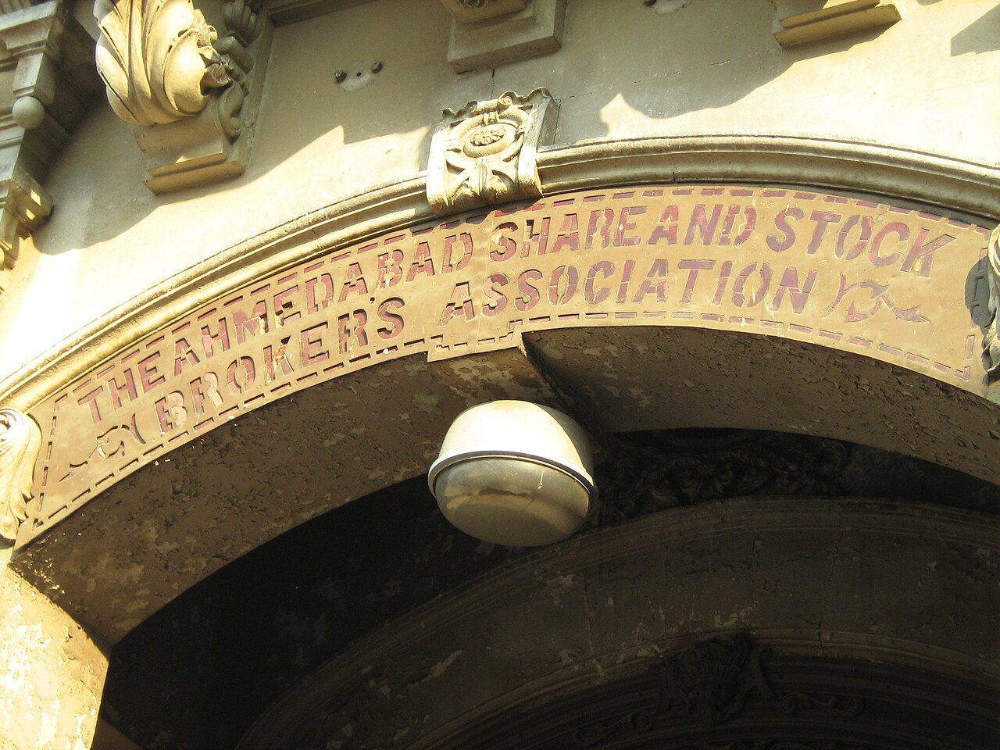 THE AHMEDABAD SHARE AND STOCK
BROKER'S ASSOCIATION